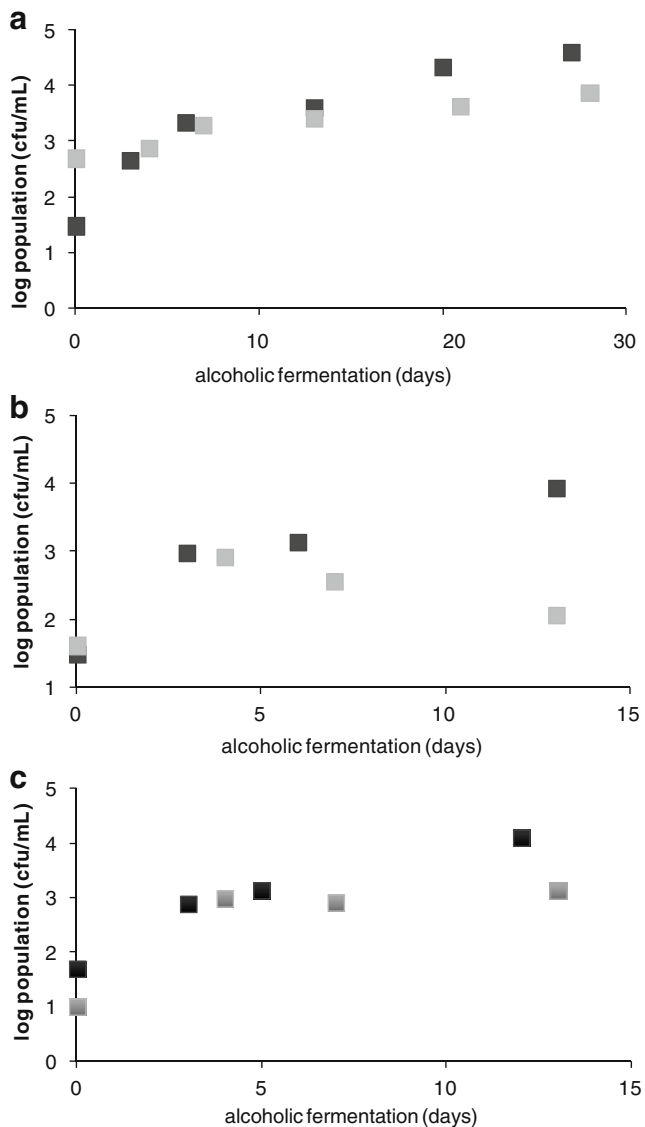 a
log population (cfu/mL)
5
4
3
2
1
0
0 10 20 30
alcoholic fermentation (days)
b
log population (cfu/mL)
5
4
3
2
1
0 5 10 15
alcoholic fermentation (days)
c
log population (cfu/mL)
5
4
3
2
1
0
0 5 10 15
alcoholic fermentation (days)